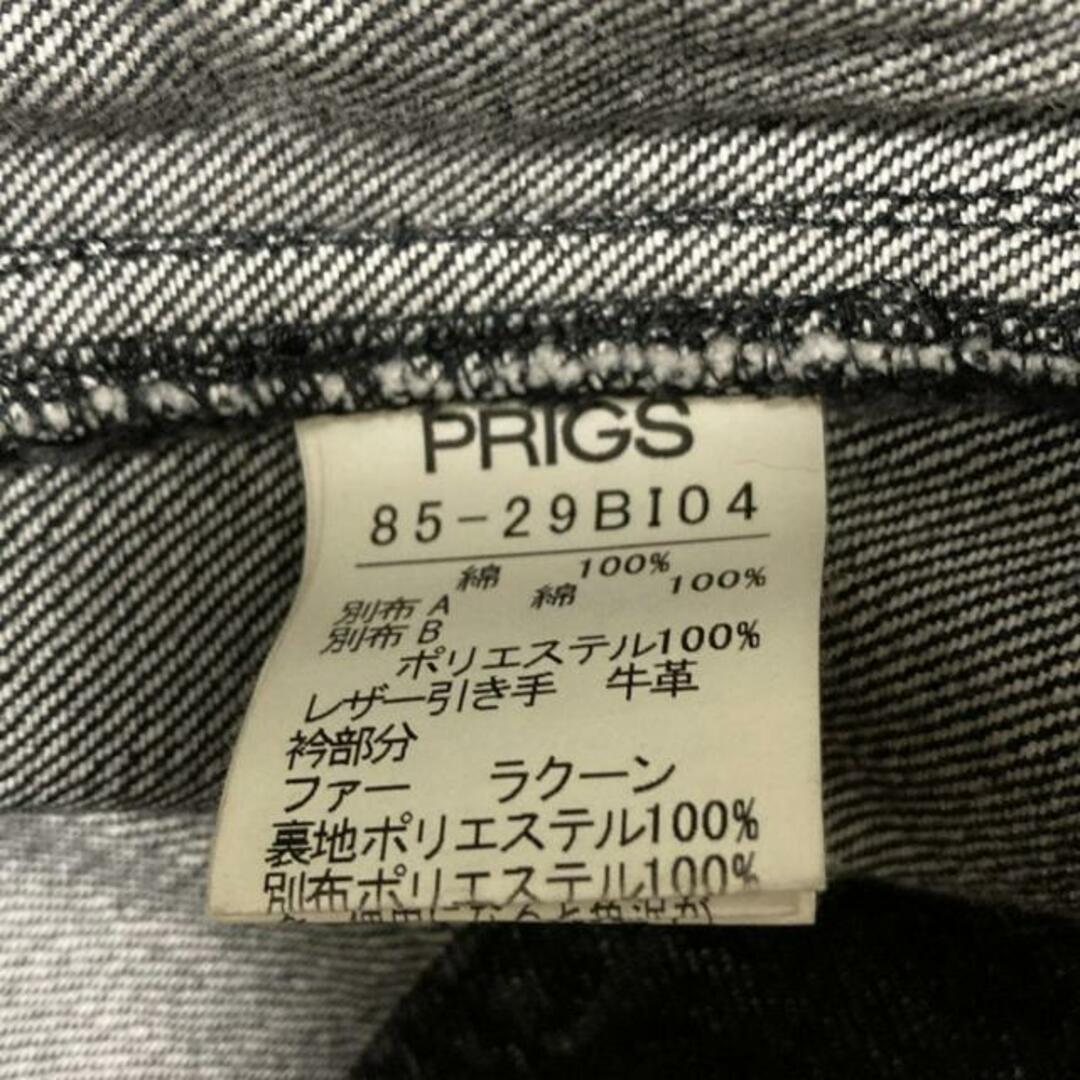 PRIGS
85-29BI04
綿 100%
別布A 綿 100%
別布B
ポリエステル100%
レザー引き手 牛革
衿部分
ファー ラクーン
裏地ポリエステル100%
別布ポリエステル100%